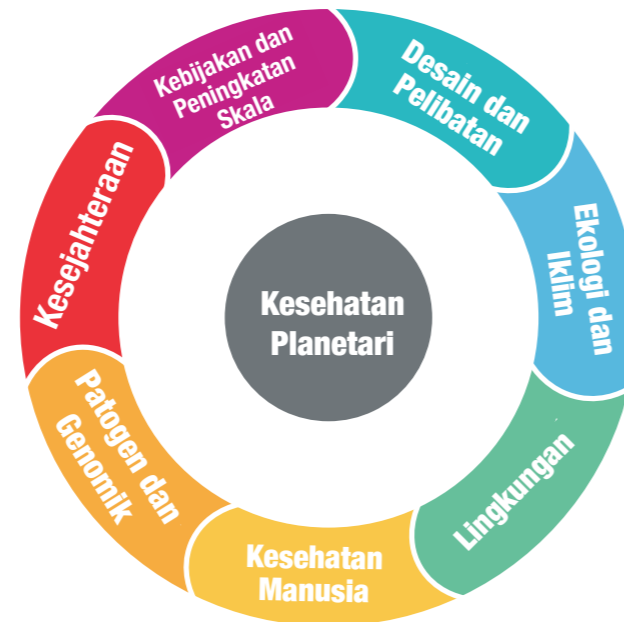 Kebijakan dan
Peningkatan
Skala
Desain dan
Pelibatan
Ekologi dan
Iklim
Lingkungan
Kesehatan
Manusia
Patogen dan
Genomik
Kesejahteraan
Kesehatan
Planetari